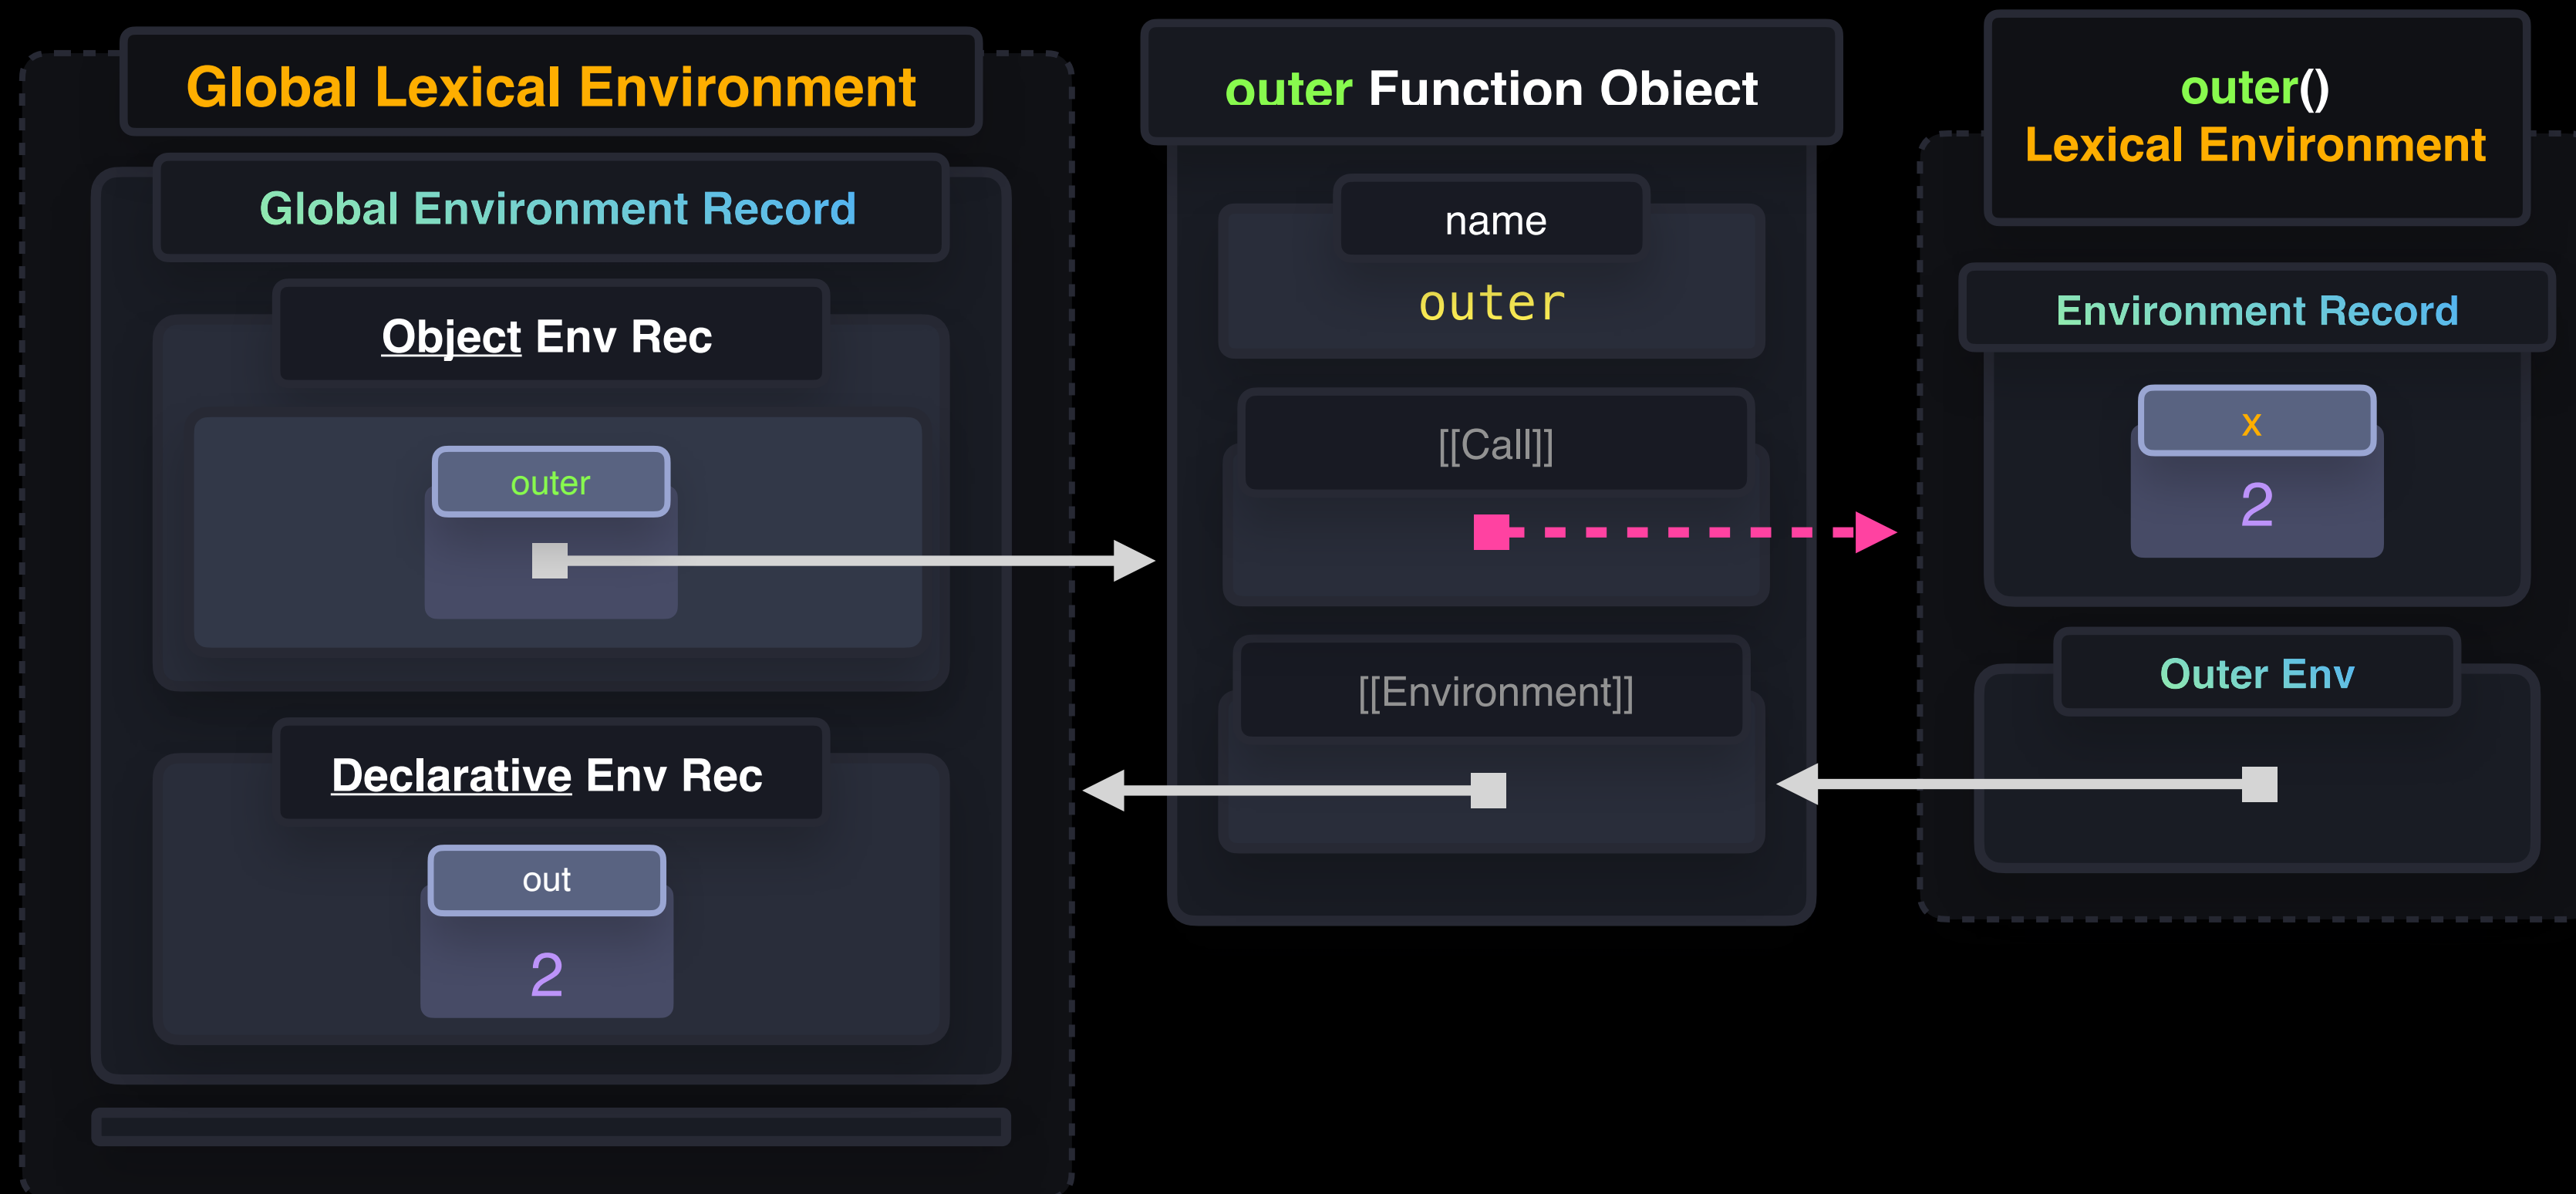 Global Lexical Environment
Global Environment Record
Object Env Rec
outer
Declarative Env Rec
out
2
outer Function Object
name
outer
[[Call]]
[[Environment]]
outer()
Lexical Environment
Environment Record
x
2
Outer Env